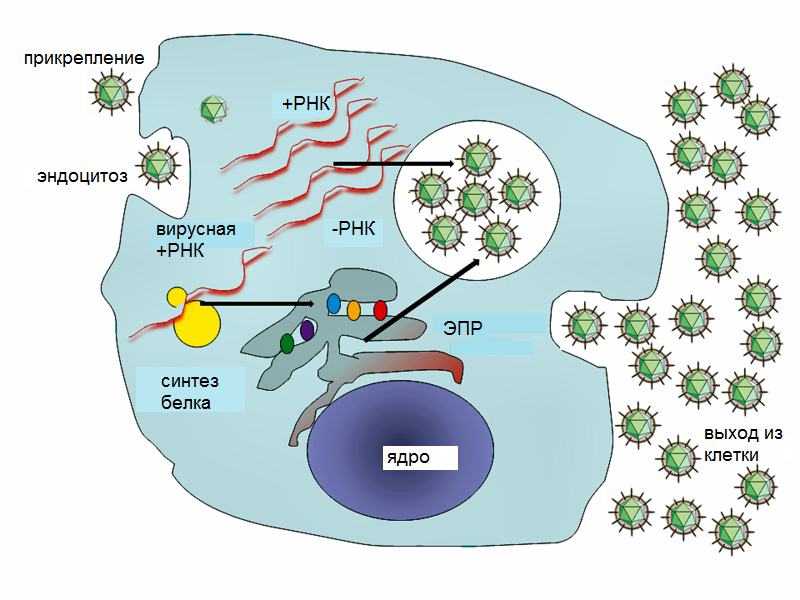 прикрепление
+РНК
эндоцитоз
вирусная
+РНК
-РНК
ЭПР
синтез
белка
выход из
клетки
ядро